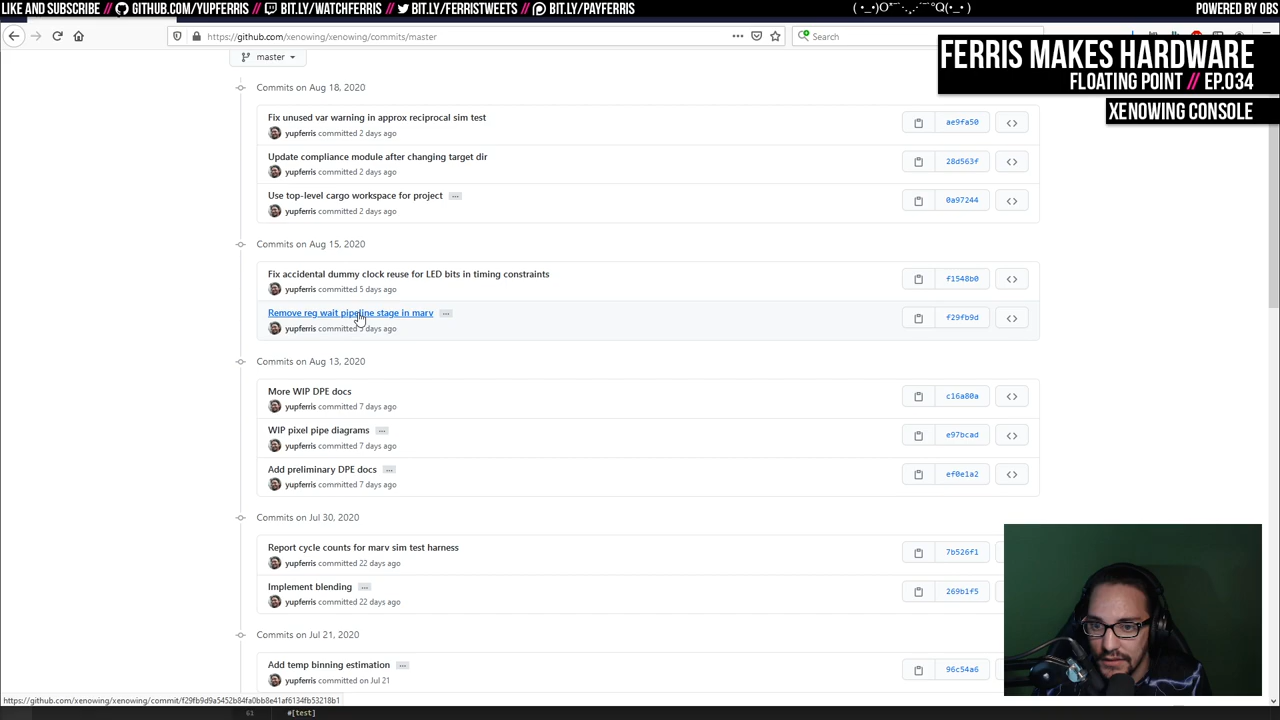 LIKE AND SUBSCRIBE // GITHUB.COM/YUPFERRIS // BIT.LY/WATCHFERRIS // BIT.LY/FERRISTWEETS // BIT.LY/PAYFERRIS
POWERED BY OBS
https://github.com/xenowing/xenowing/commits/master
Search
FERRIS MAKES HARDWARE
FLOATING POINT // EP.034
XENOWING CONSOLE
master
Commits on Aug 18, 2020
Fix unused var warning in approx reciprocal sim test
yupferris committed 2 days ago
ae9fa50
Update compliance module after changing target dir
yupferris committed 2 days ago
28d563f
Use top-level cargo workspace for project
yupferris committed 2 days ago
0a97244
Commits on Aug 15, 2020
Fix accidental dummy clock reuse for LED bits in timing constraints
yupferris committed 5 days ago
f1548b0
Remove reg wait pipeline stage in marv
yupferris committed 5 days ago
f29fb9d
Commits on Aug 13, 2020
More WIP DPE docs
yupferris committed 7 days ago
c16a80a
WIP pixel pipe diagrams
yupferris committed 7 days ago
e97bcad
Add preliminary DPE docs
yupferris committed 7 days ago
ef0e1a2
Commits on Jul 30, 2020
Report cycle counts for marv sim test harness
yupferris committed 22 days ago
7b526f1
Implement blending
yupferris committed 22 days ago
269b1f5
Commits on Jul 21, 2020
Add temp binning estimation
yupferris committed on Jul 21
96c54a6
https://github.com/xenowing/xenowing/commit/f29fb9d9a5452b84fa0bb8e41af6134fb53218b1
61 #[test]